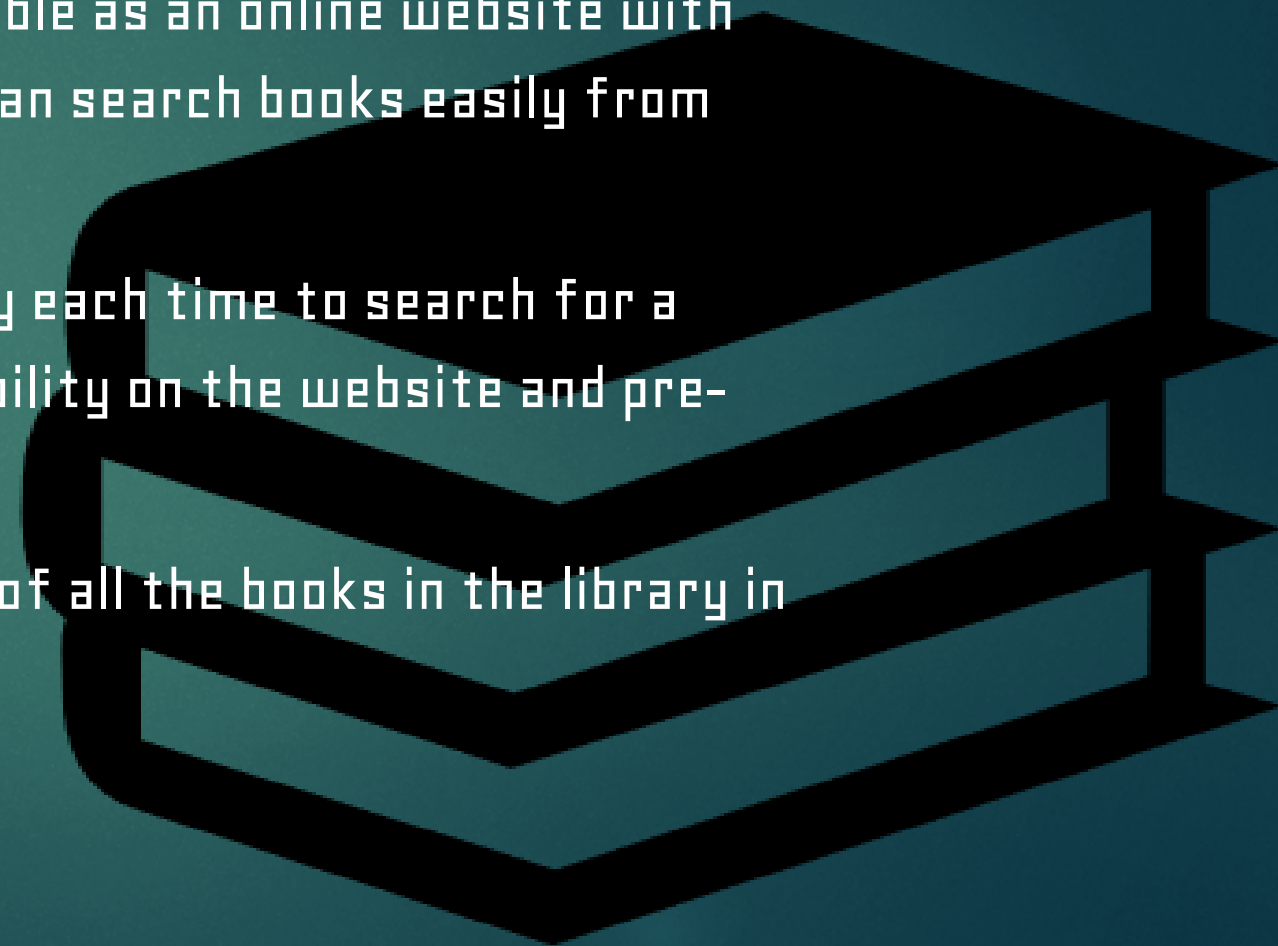 ble as an online website with
an search books easily from
y each time to search for a
bility on the website and pre-
of all the books in the library in